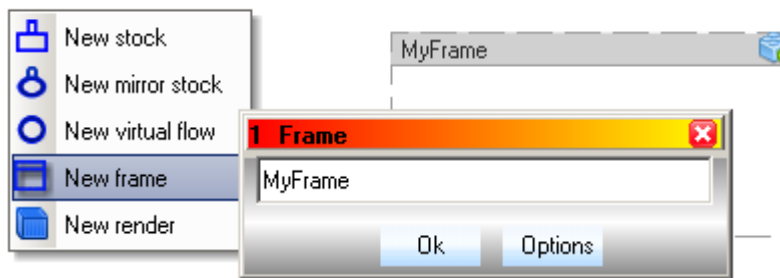 New stock
New mirror stock
New virtual flow
New frame
New render
MyFrame
1 Frame
MyFrame
Ok
Options